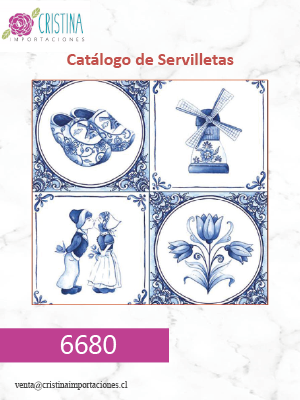 CRISTINA
IMPORTACIONES
Catálogo de Servilletas
6680
venta@cristinaimportaciones.cl